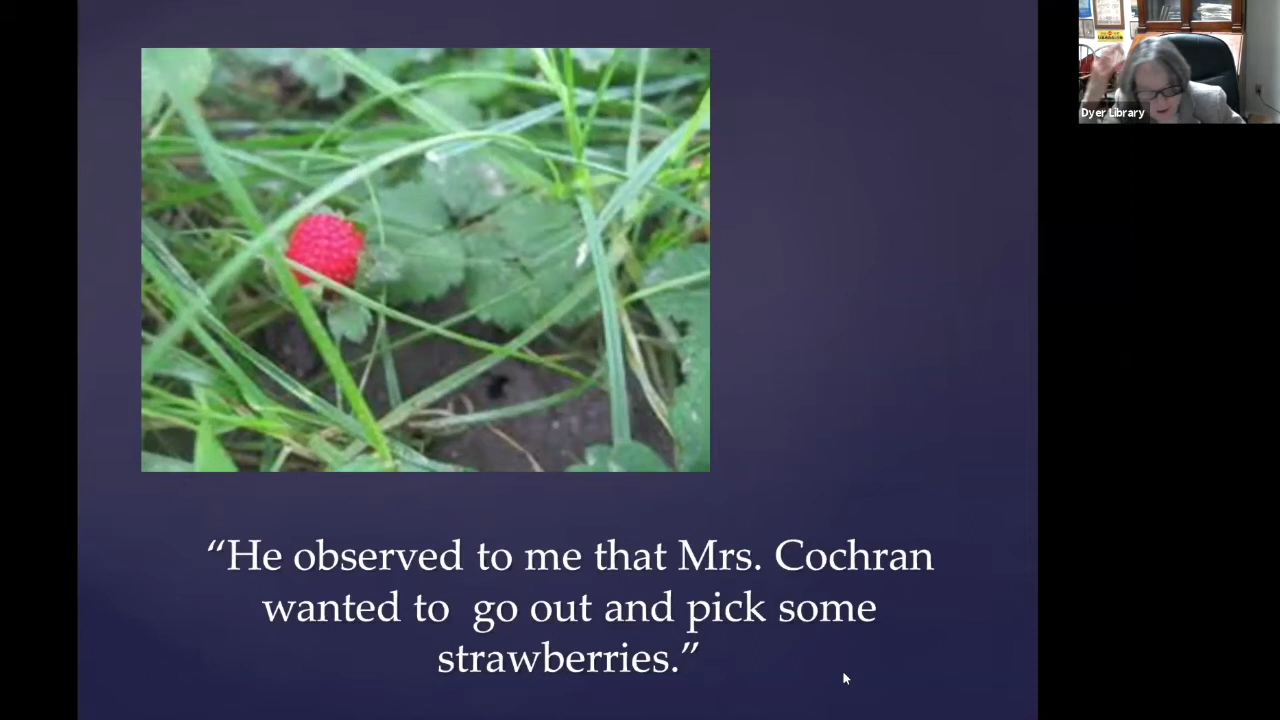 Dyer Library
“He observed to me that Mrs. Cochran
wanted to  go out and pick some
strawberries.”